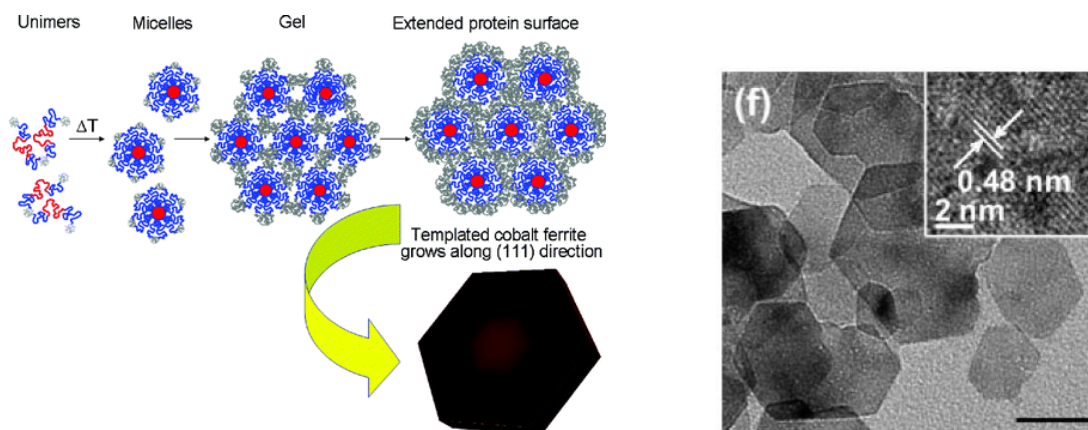 Unimers
Micelles
Gel
Extended protein surface
ΔT
Templated cobalt ferrite
grows along (111) direction
(f)
0.48 nm
2 nm